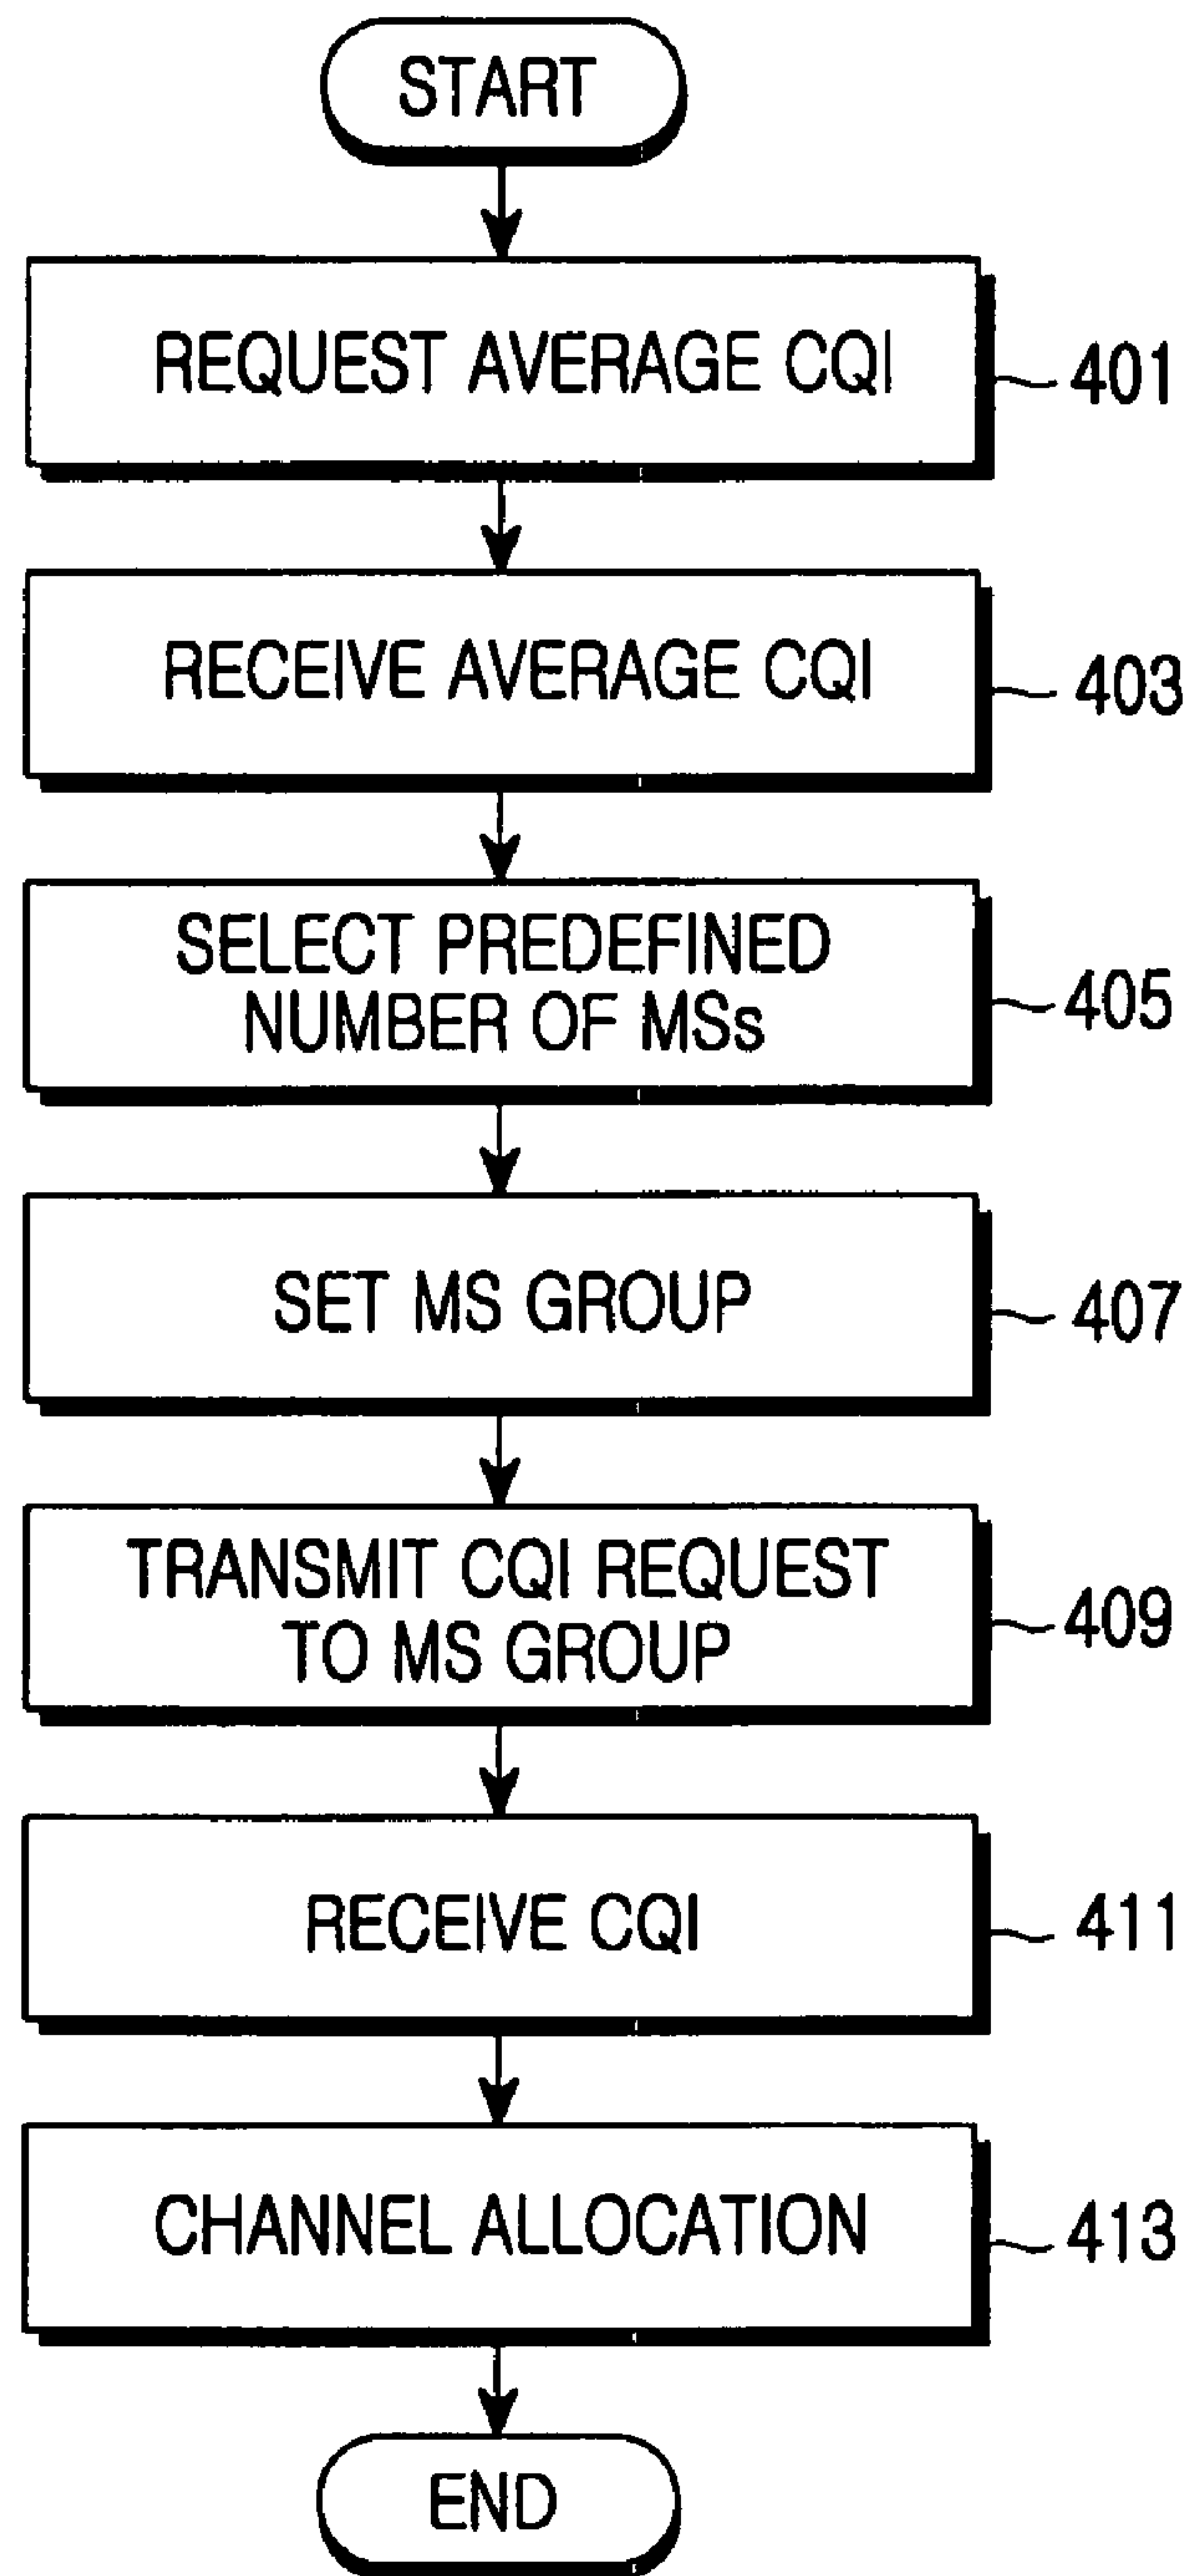 START
REQUEST AVERAGE CQI
401
RECEIVE AVERAGE CQI
403
SELECT PREDEFINED
NUMBER OF MSs
405
SET MS GROUP
407
TRANSMIT CQI REQUEST
TO MS GROUP
409
RECEIVE CQI
411
CHANNEL ALLOCATION
413
END